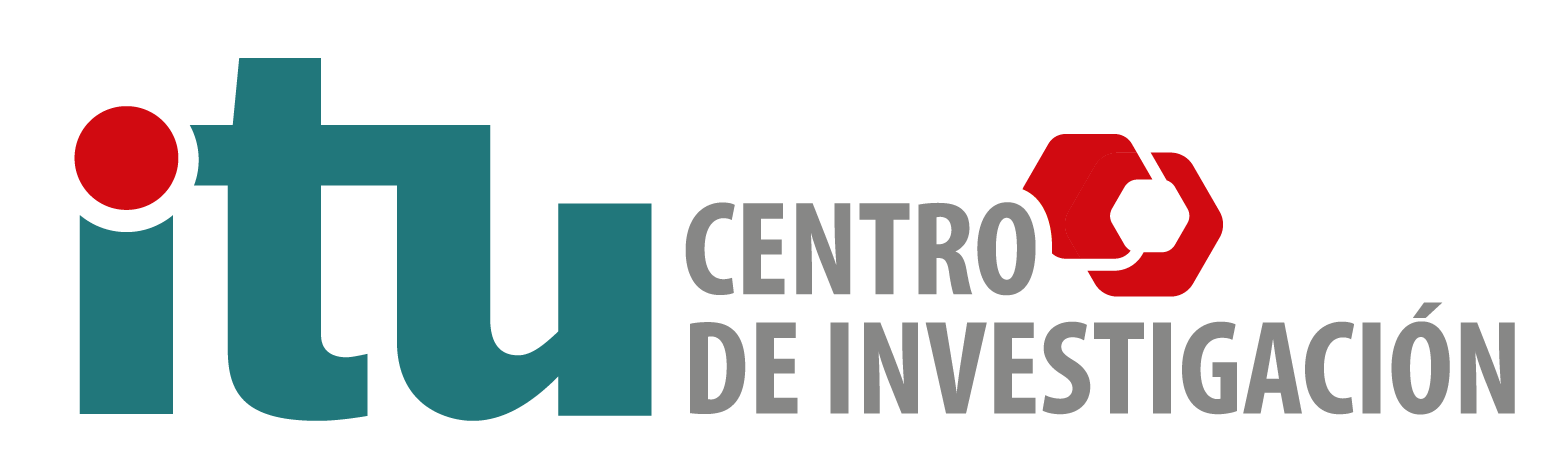 itu
CENTRO
DE INVESTIGACIÓN